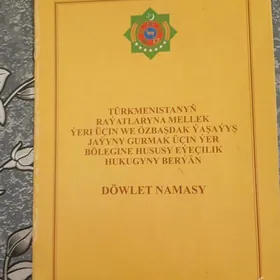 TÜRKMENISTANYŇ
RAÝATLARYNA MELLEK
ÝERI ÜÇIN WE ÖZBAŞDAK ÝAŞAÝYŞ
JAÝYNY GURMAK ÜÇIN ÝER
BÖLEGINE HUSUSY EÝEÇILIK
HUKUGYNY BERÝÄN
DÖWLET NAMASY